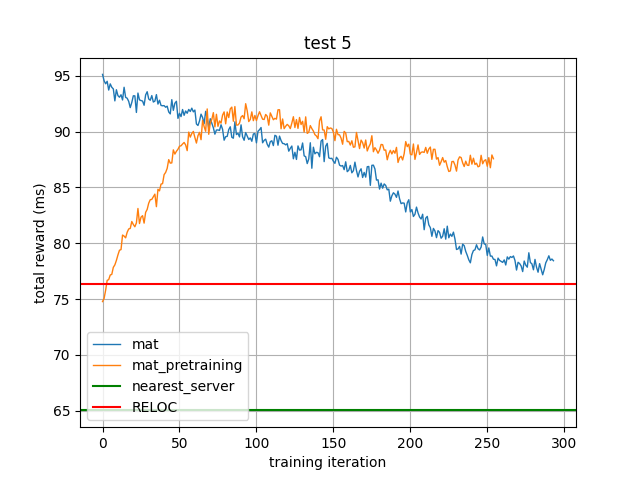 test 5
total reward (ms)
95
90
85
80
75
70
65
mat
mat_pretraining
nearest_server
RELOC
0
50
100
150
200
250
300
training iteration